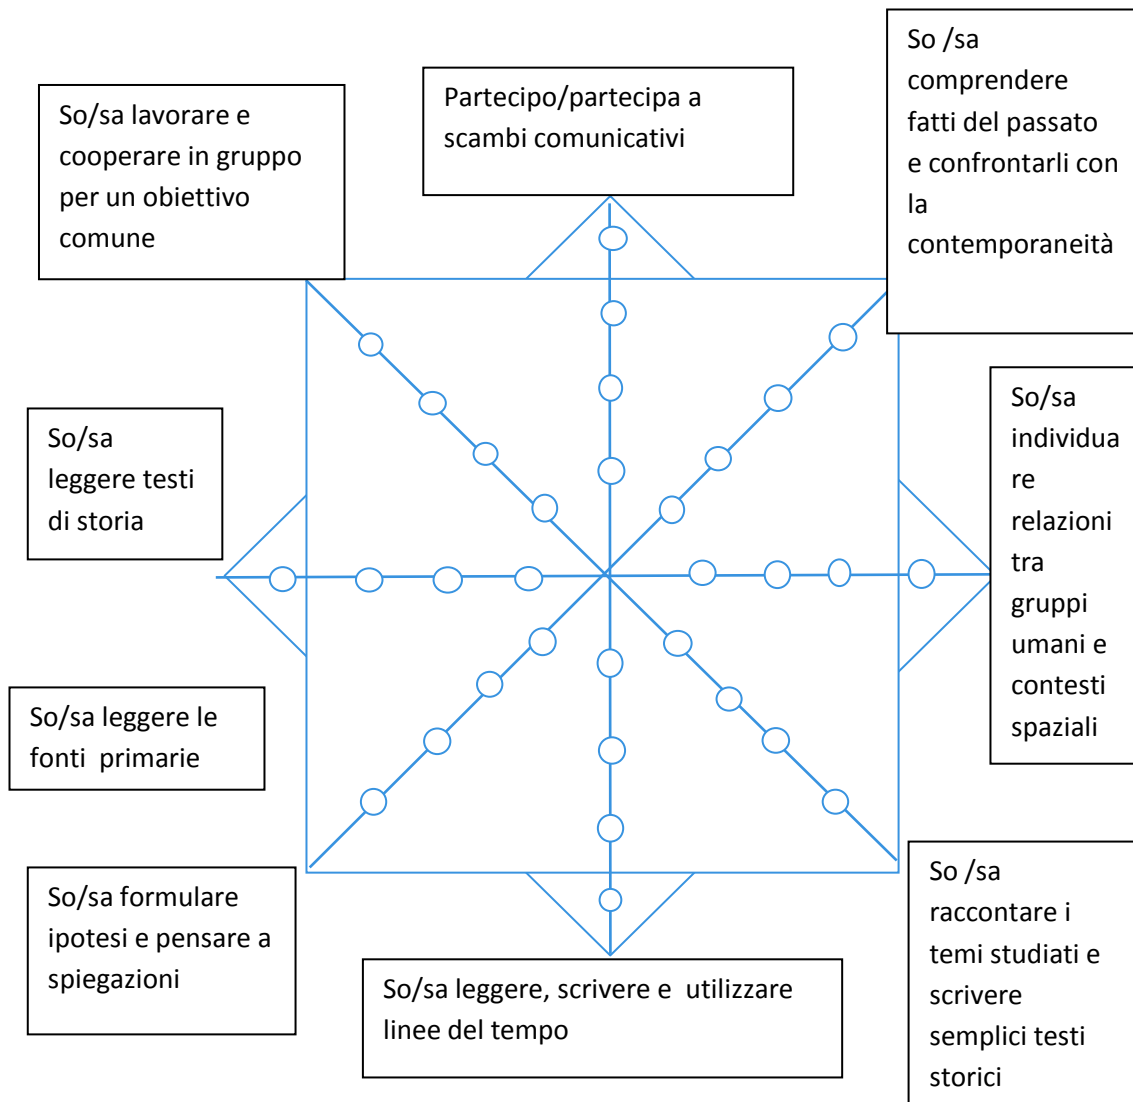 So/sa lavorare e
cooperare in gruppo
per un obiettivo
comune
Partecipo/partecipa a
scambi comunicativi
So /sa
comprendere
fatti del passato
e confrontarli con
la
contemporaneità
So/sa
leggere testi
di storia
So/sa
individua
re
relazioni
tra
gruppi
umani e
contesti
spaziali
So/sa leggere le
fonti primarie
So/sa formulare
ipotesi e pensare a
spiegazioni
So/sa leggere, scrivere e utilizzare
linee del tempo
So /sa
raccontare i
temi studiati e
scrivere
semplici testi
storici